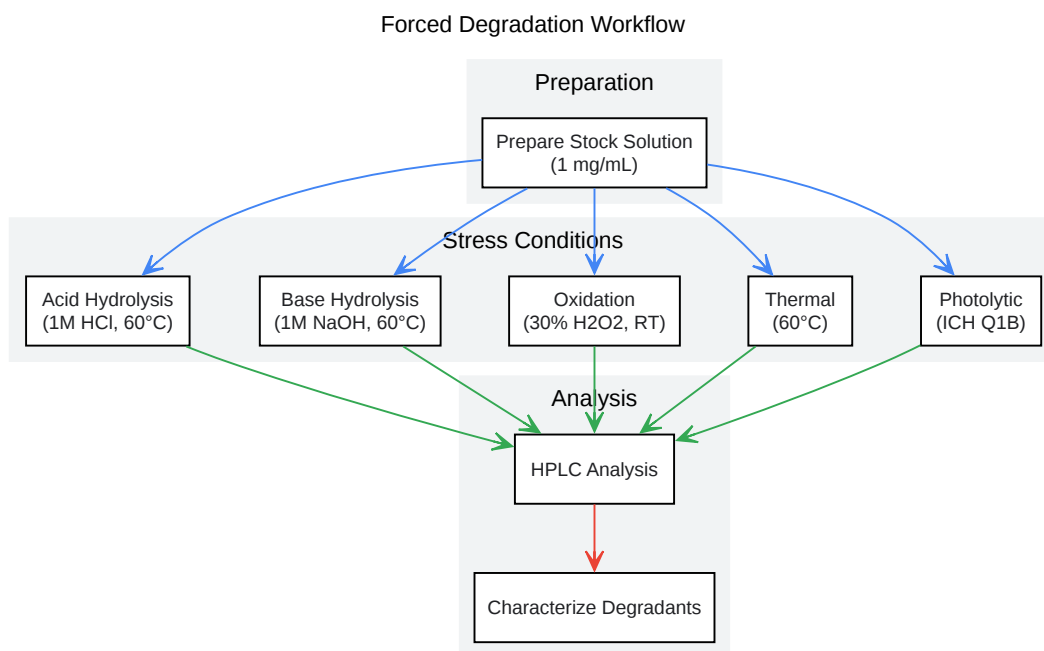 Forced Degradation Workflow
Preparation
Prepare Stock Solution
(1 mg/mL)
Stress Conditions
Acid Hydrolysis
(1M HCl, 60°C)
Base Hydrolysis
(1M NaOH, 60°C)
Oxidation
(30% H2O2, RT)
Thermal
(60°C)
Photolytic
(ICH Q1B)
Analysis
HPLC Analysis
Characterize Degradants